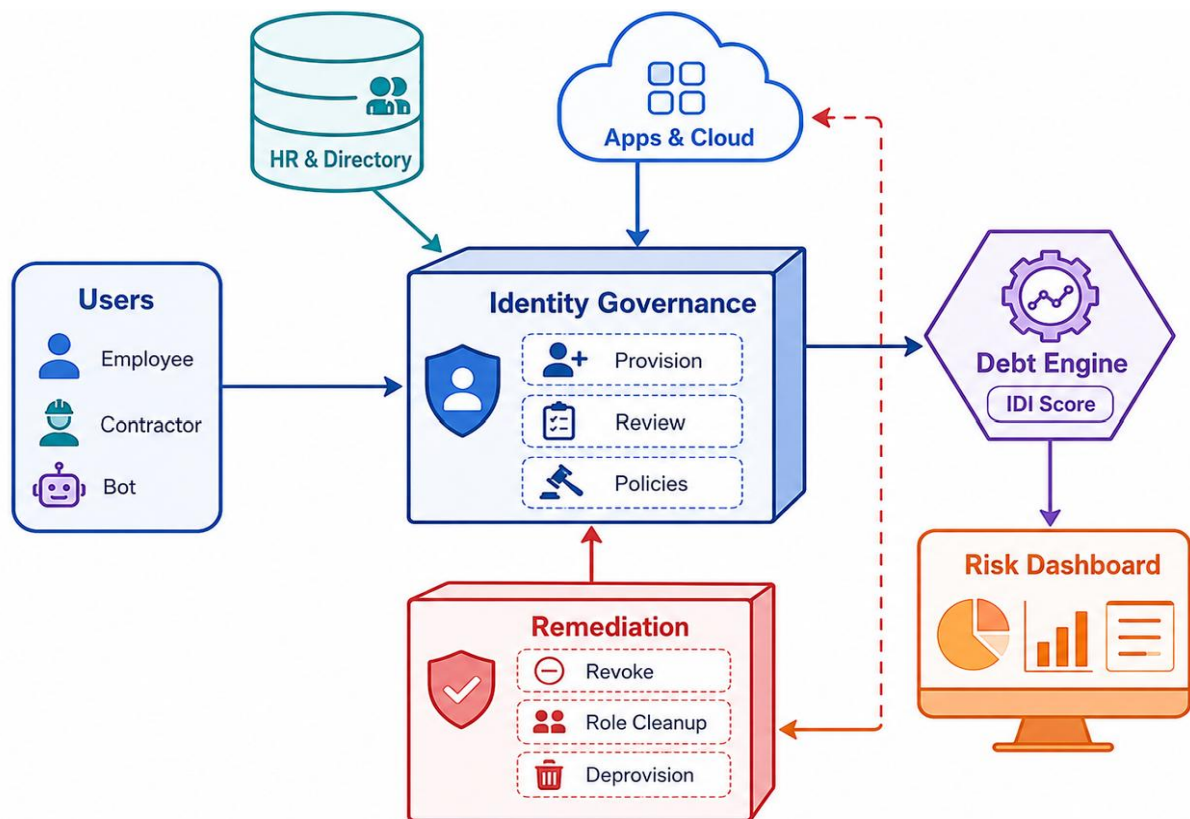 HR & Directory
Apps & Cloud
Users
Employee
Contractor
Bot
Identity Governance
Provision
Review
Policies
Debt Engine
IDI Score
Risk Dashboard
Remediation
Revoke
Role Cleanup
Deprovision